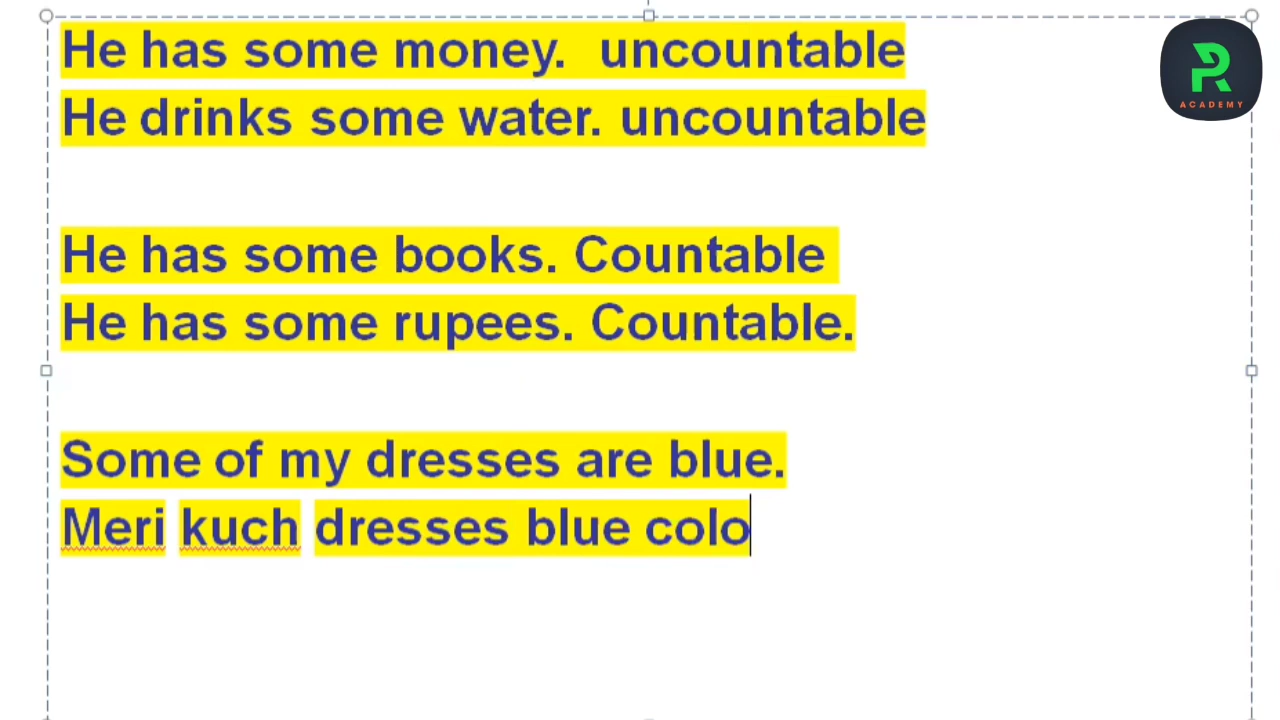 He has some money. uncountable
He drinks some water. uncountable
He has some books. Countable
He has some rupees. Countable.
Some of my dresses are blue.
Meri kuch dresses blue colo
ACADEMY